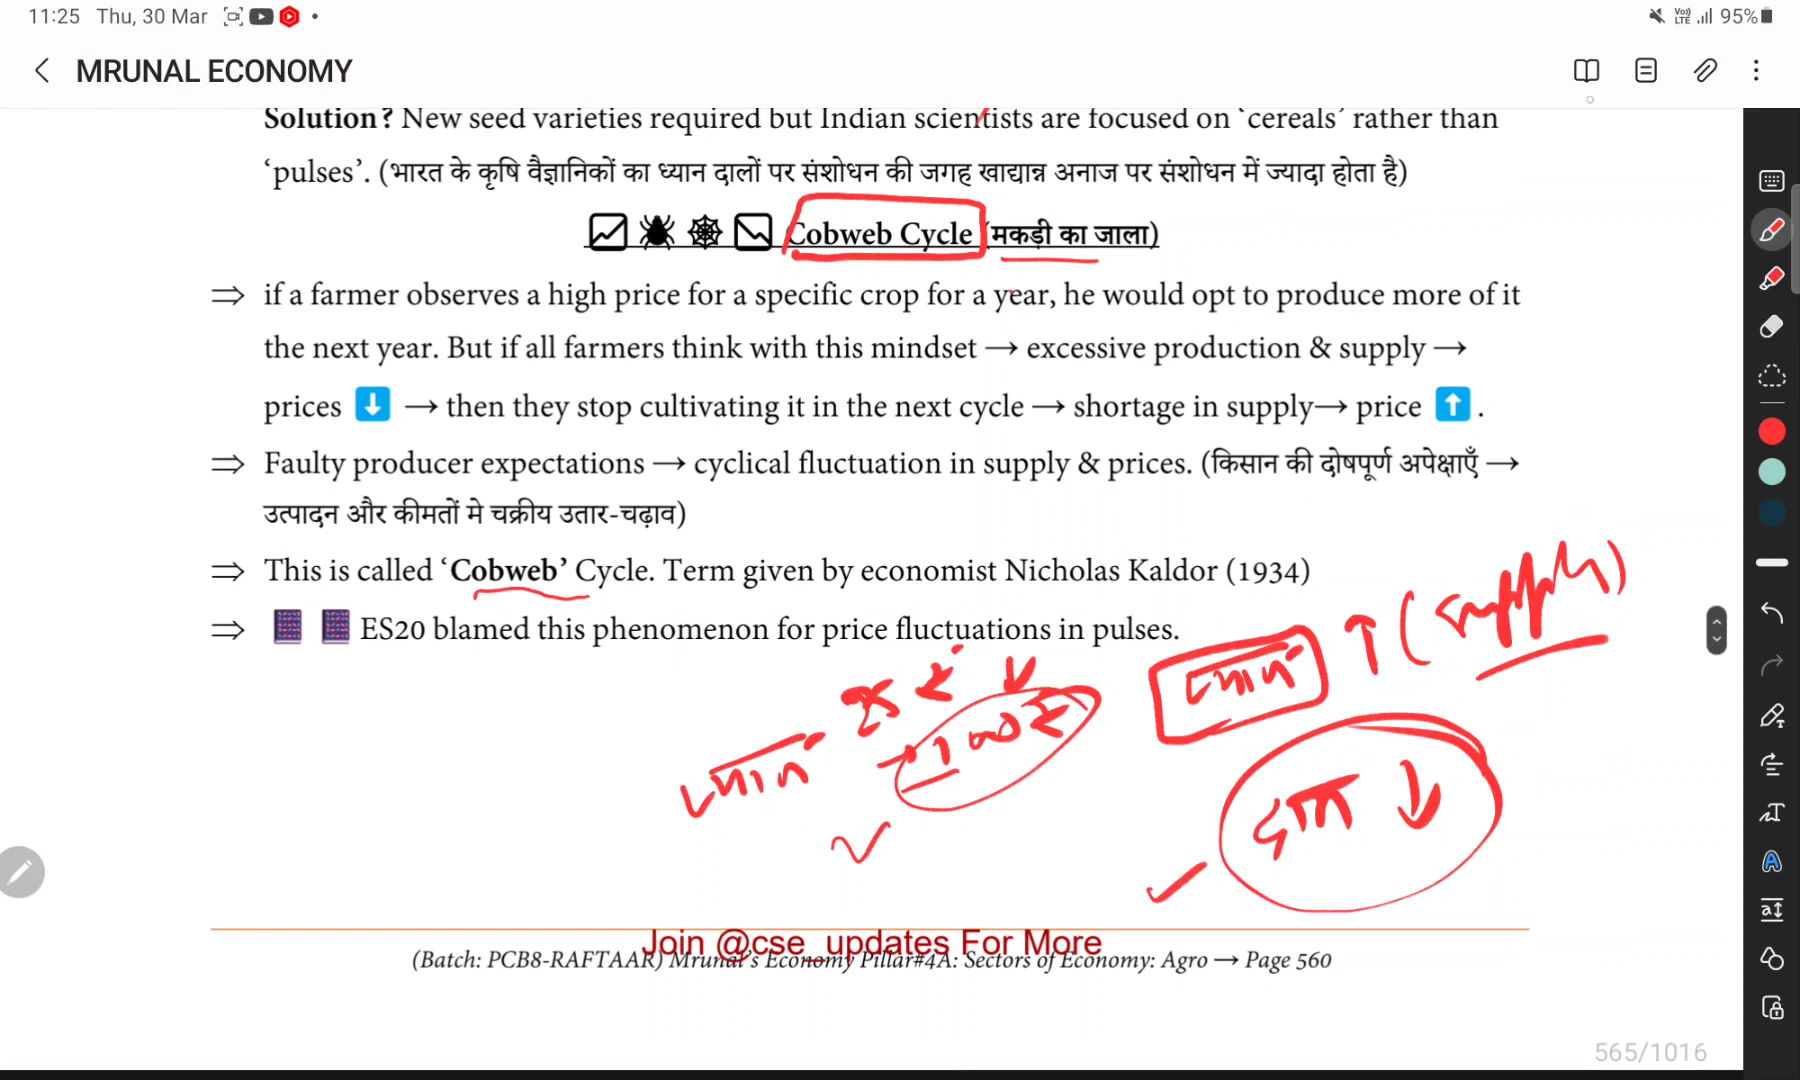 11:25 Thu, 30 Mar
95%
MRUNAL ECONOMY
Solution? New seed varieties required but Indian scientists are focused on ‘cereals’ rather than
‘pulses’. (भारत के कृषि वैज्ञानिकों का ध्यान दालों पर संशोधन की जगह खाद्यान्न अनाज पर संशोधन में ज्यादा होता है)
Cobweb Cycle (मकड़ी का जाला)
⇒ if a farmer observes a high price for a specific crop for a year, he would opt to produce more of it
the next year. But if all farmers think with this mindset → excessive production & supply →
prices ⬇ → then they stop cultivating it in the next cycle → shortage in supply→ price ⬆ .
⇒ Faulty producer expectations → cyclical fluctuation in supply & prices. (किसान की दोषपूर्ण अपेक्षाएँ →
उत्पादन और कीमतों मे चक्रीय उतार-चढ़ाव)
⇒ This is called ‘Cobweb’ Cycle. Term given by economist Nicholas Kaldor (1934)
⇒ ES20 blamed this phenomenon for price fluctuations in pulses.
↑ (supply)
दाम ↓
Join @cse_updates For More
(Batch: PCB8-RAFTAAR) Mrunal’s Economy Pillar#4A: Sectors of Economy: Agro → Page 560
565/1016